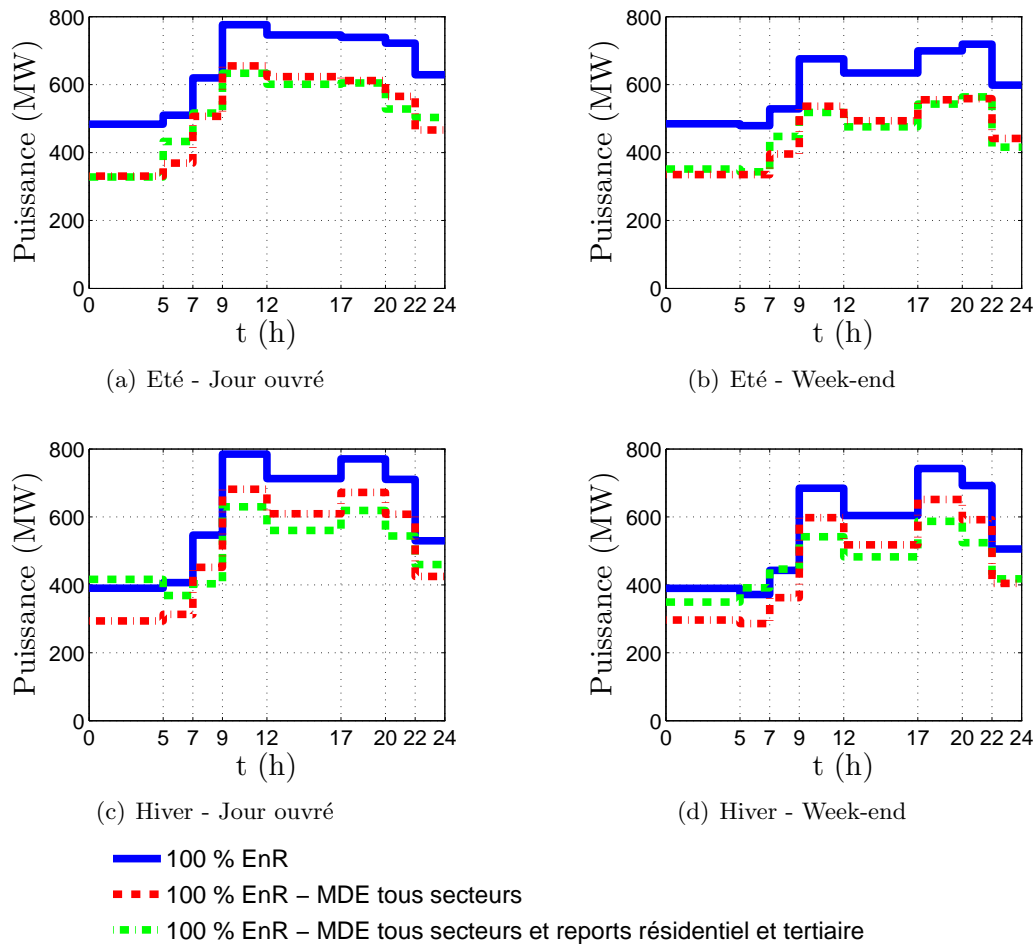 800
600
400
200
0
Puissance (MW)
0 5 7 9 12 17 20 22 24
t (h)
(a) Eté - Jour ouvré
800
600
400
200
0
Puissance (MW)
0 5 7 9 12 17 20 22 24
t (h)
(b) Eté - Week-end
800
600
400
200
0
Puissance (MW)
0 5 7 9 12 17 20 22 24
t (h)
(c) Hiver - Jour ouvré
800
600
400
200
0
Puissance (MW)
0 5 7 9 12 17 20 22 24
t (h)
(d) Hiver - Week-end
100 % EnR
100 % EnR – MDE tous secteurs
100 % EnR – MDE tous secteurs et reports résidentiel et tertiaire